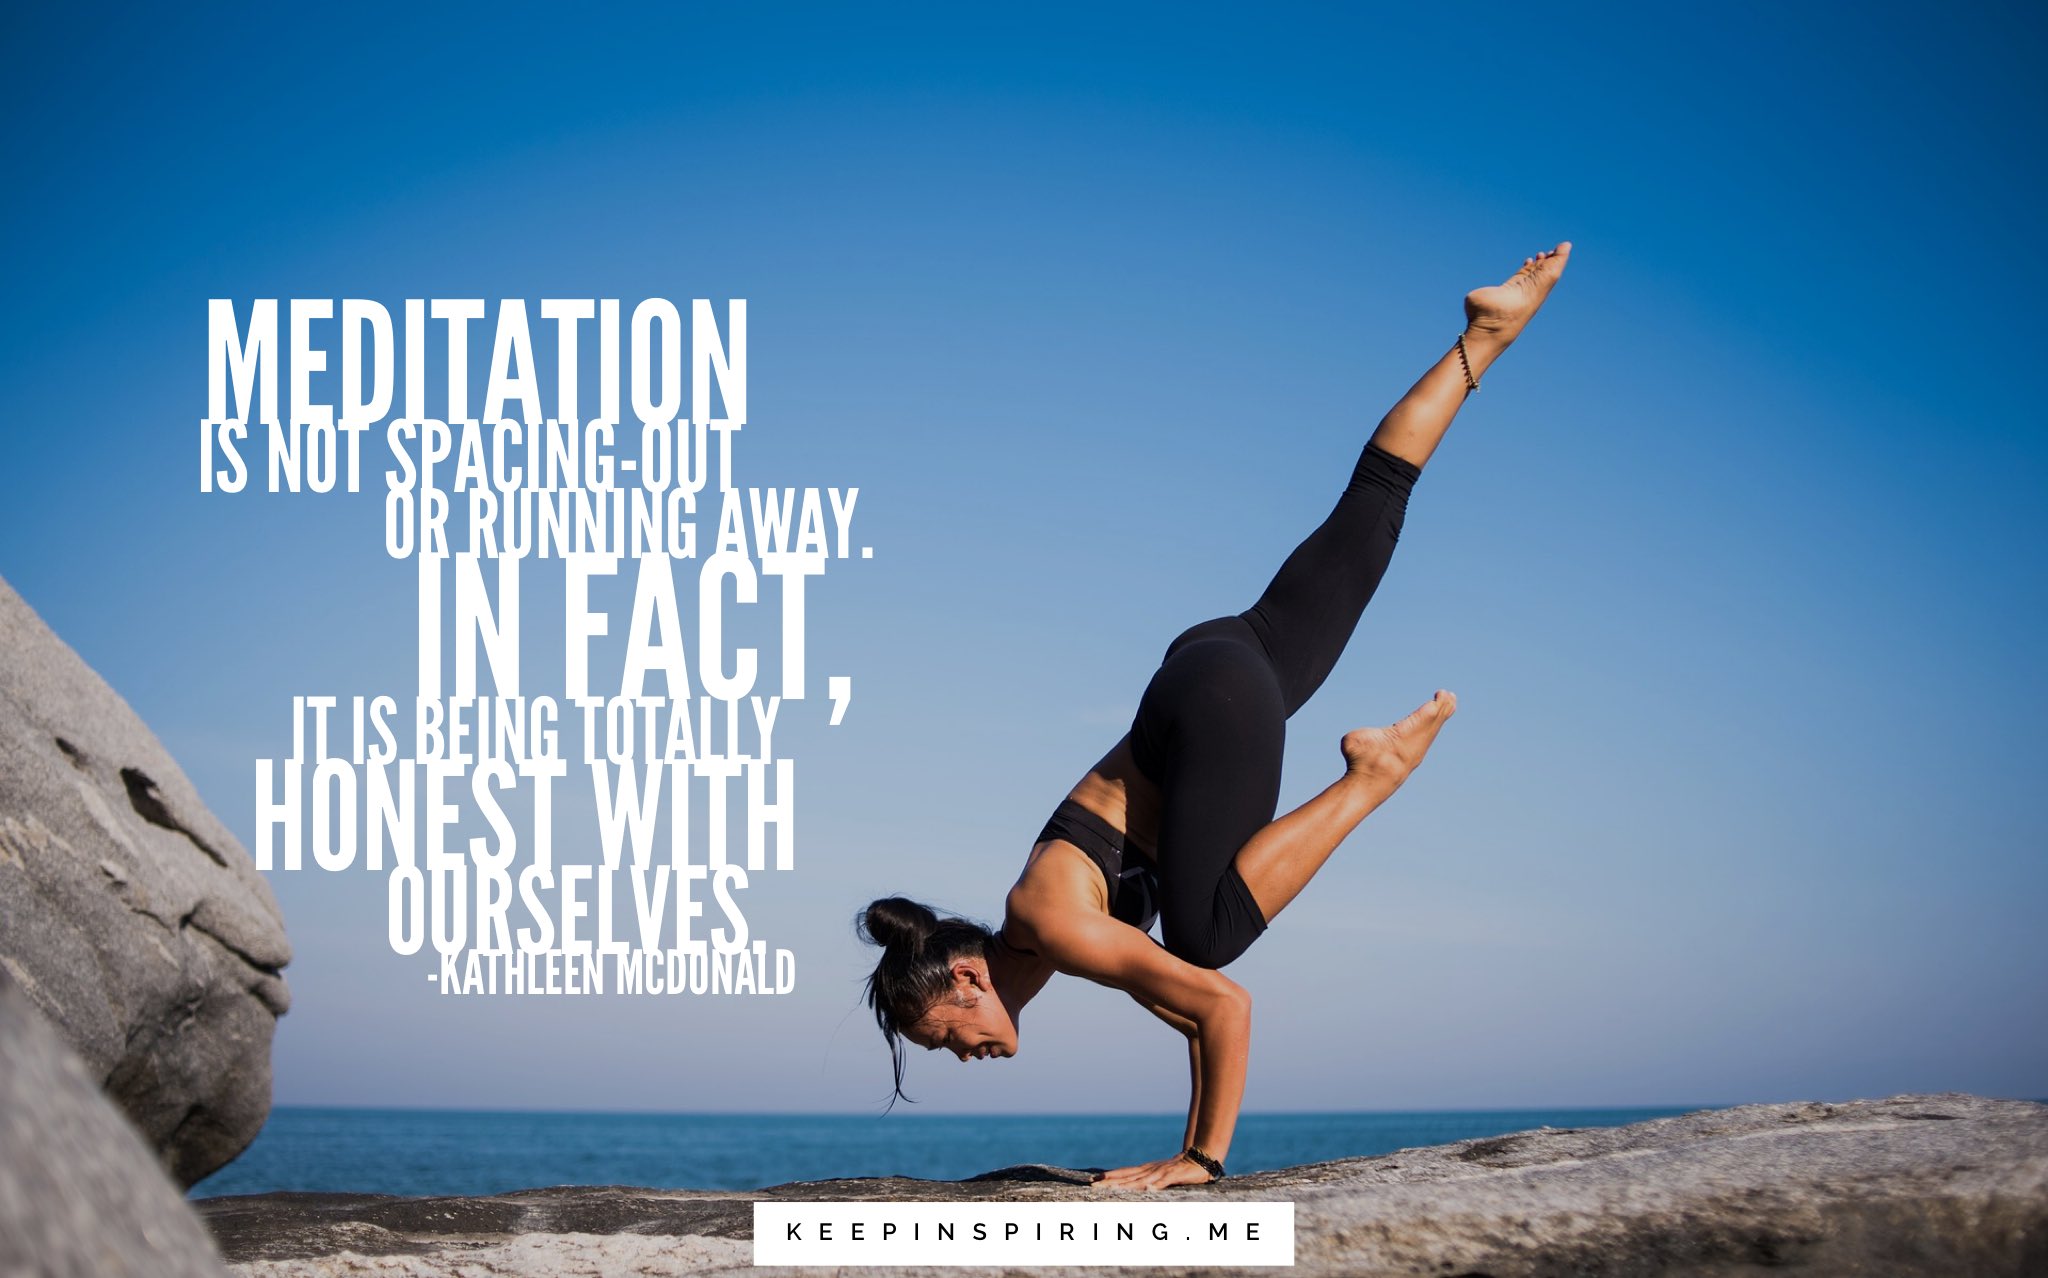 MEDITATION
IS NOT SPACING-OUT
OR RUNNING AWAY.
IN FACT,
IT IS BEING TOTALLY
HONEST WITH
OURSELVES.
-KATHLEEN MCDONALD
KEEPINSPIRING.ME